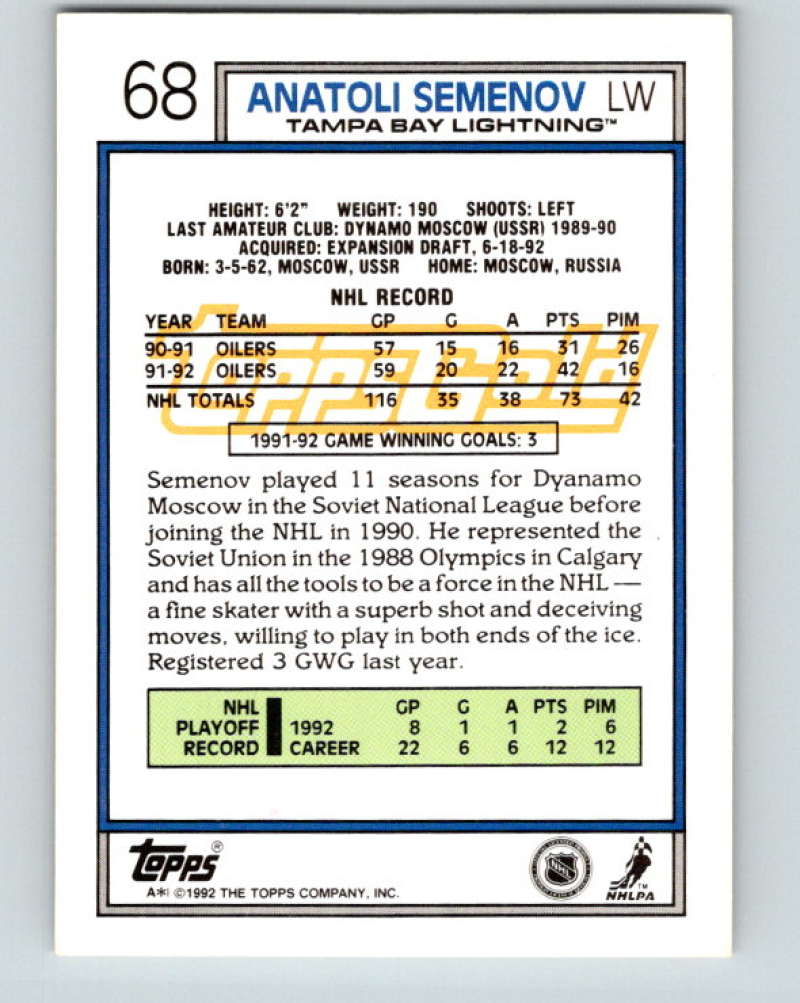 68 ANATOLI SEMENOV LW
TAMPA BAY LIGHTNING™
HEIGHT: 6'2" WEIGHT: 190 SHOOTS: LEFT
LAST AMATEUR CLUB: DYNAMO MOSCOW (USSR) 1989-90
ACQUIRED: EXPANSION DRAFT, 6-18-92
BORN: 3-5-62, MOSCOW, USSR HOME: MOSCOW, RUSSIA
NHL RECORD
YEAR TEAM GP G A PTS PIM
90-91 OILERS 57 15 16 31 26
91-92 OILERS 59 20 22 42 16
NHL TOTALS 116 35 38 73 42
Topps Gold
1991-92 GAME WINNING GOALS: 3
Semenov played 11 seasons for Dyanamo
Moscow in the Soviet National League before
joining the NHL in 1990. He represented the
Soviet Union in the 1988 Olympics in Calgary
and has all the tools to be a force in the NHL —
a fine skater with a superb shot and deceiving
moves, willing to play in both ends of the ice.
Registered 3 GWG last year.
NHL GP G A PTS PIM
PLAYOFF 1992 8 1 1 2 6
RECORD CAREER 22 6 6 12 12
Topps®
A✻ ©1992 THE TOPPS COMPANY, INC.
NHL
™
NHLPA